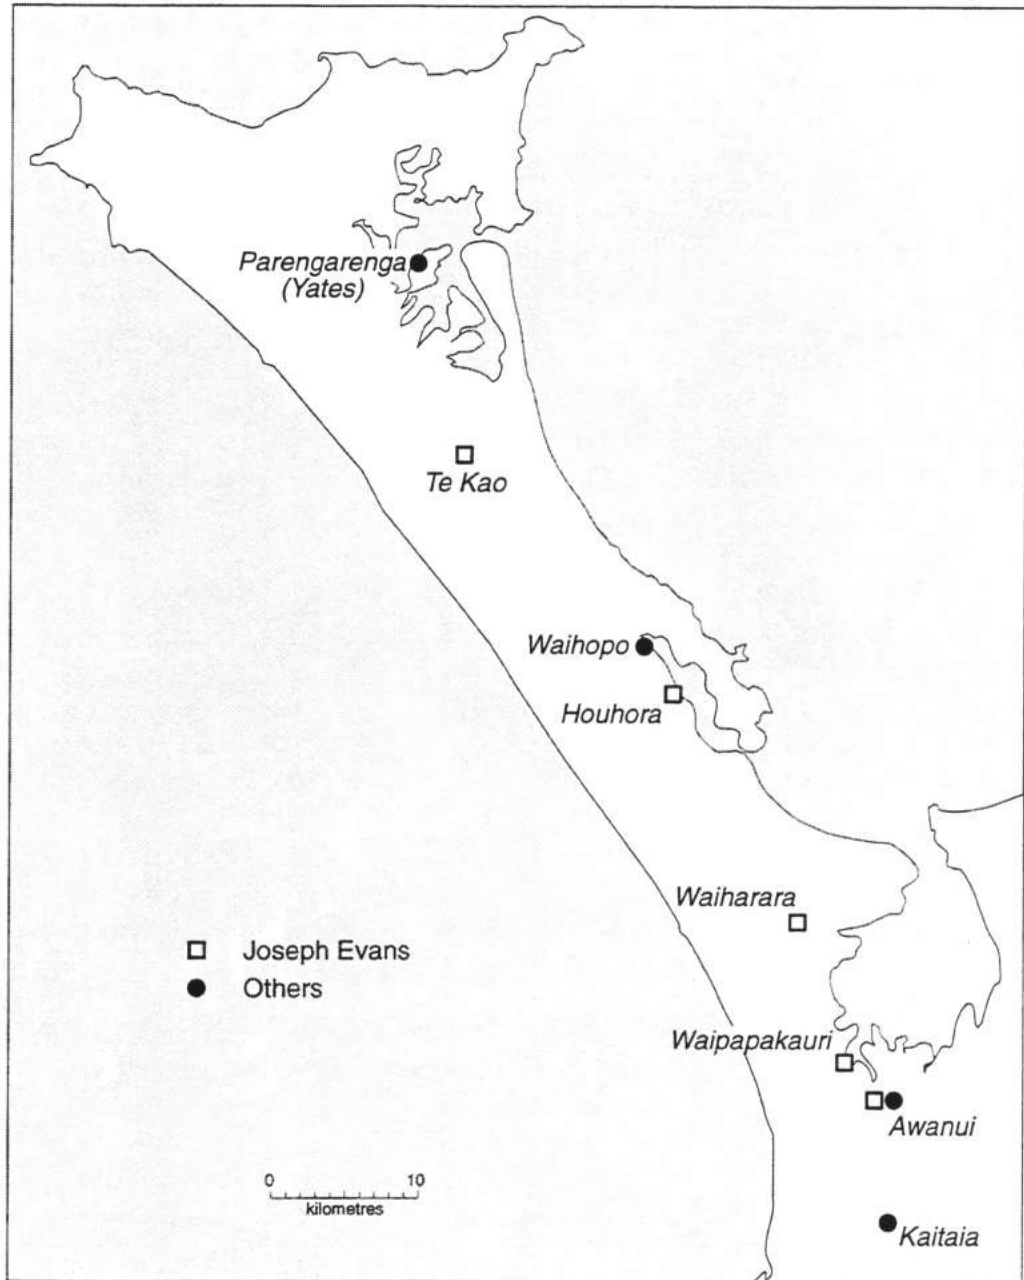 Parengarenga
(Yates)
Te Kao
Waihopo
Houhora
Waiharara
Joseph Evans
Others
Waipapakauri
Awanui
0 10
kilometres
Kaitaia